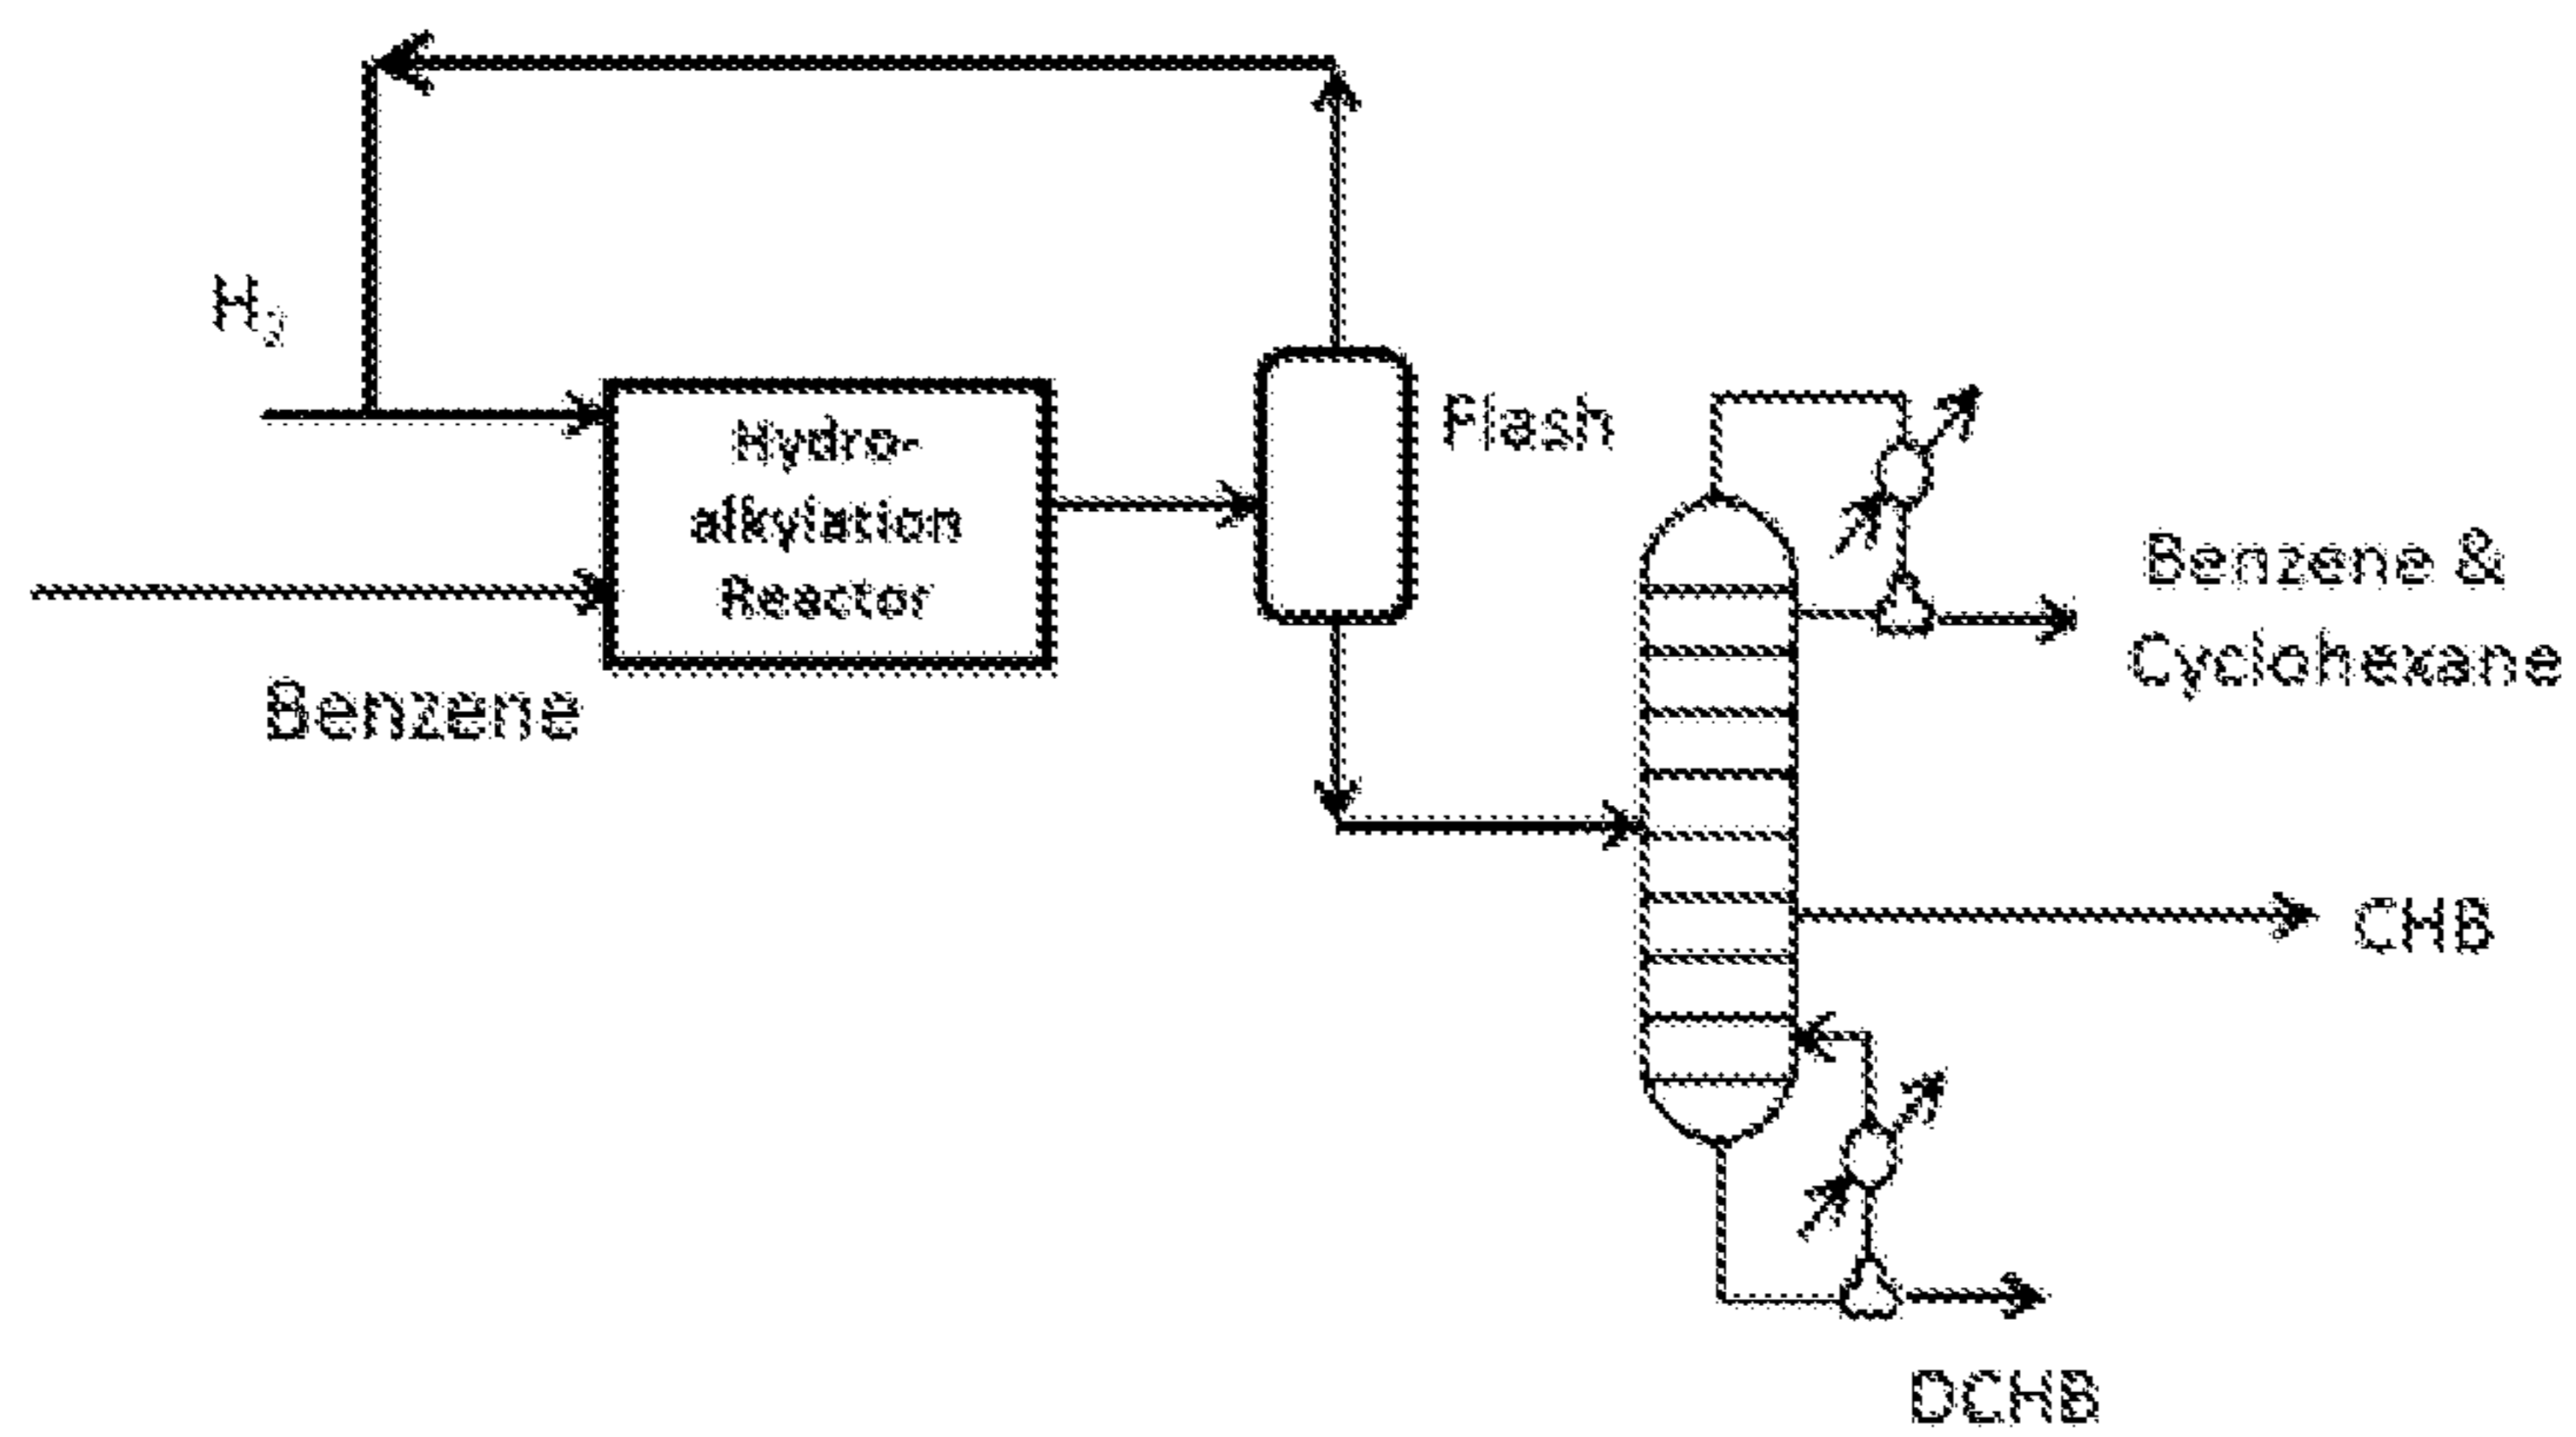 H₂
Hydro-
alkylation
Reactor
Benzene
Flash
Benzene &
Cyclohexane
CHB
DCHB